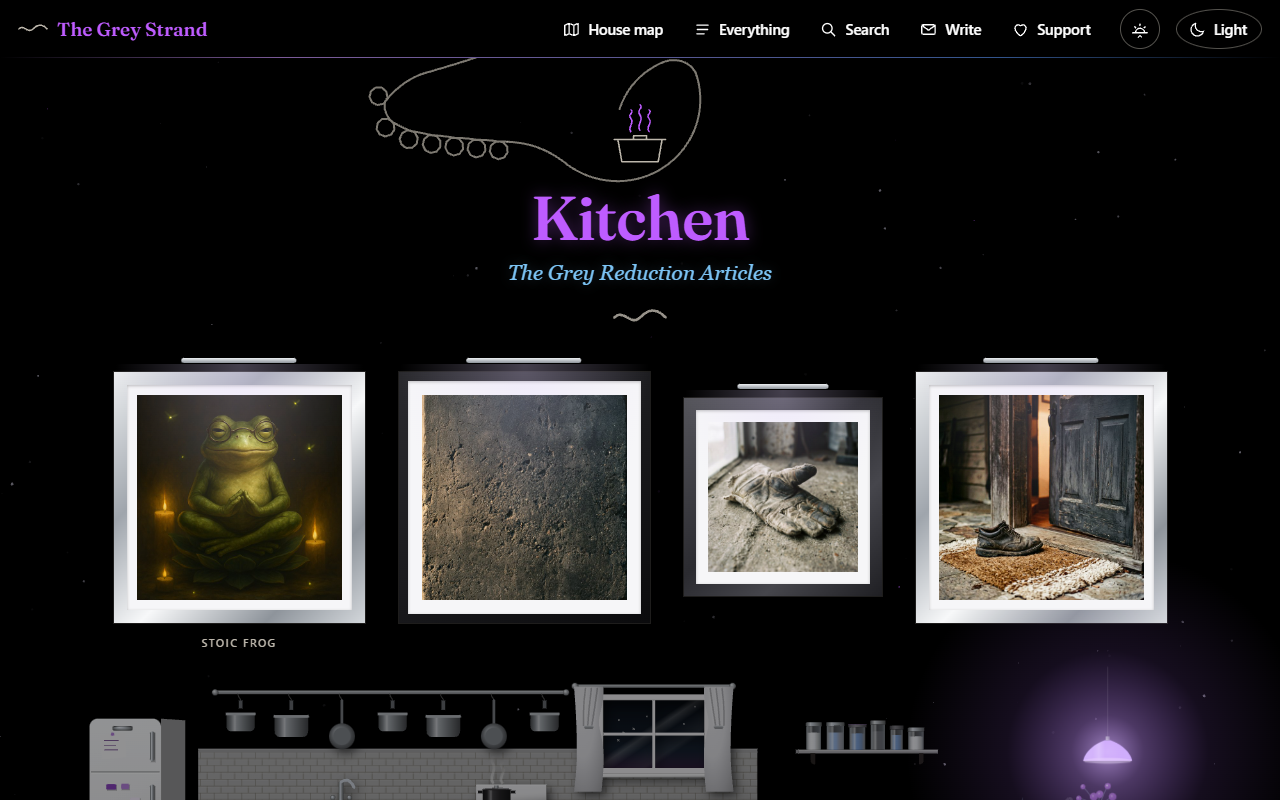 The Grey Strand
House map
Everything
Search
Write
Support
Light
Kitchen
The Grey Reduction Articles
STOIC FROG